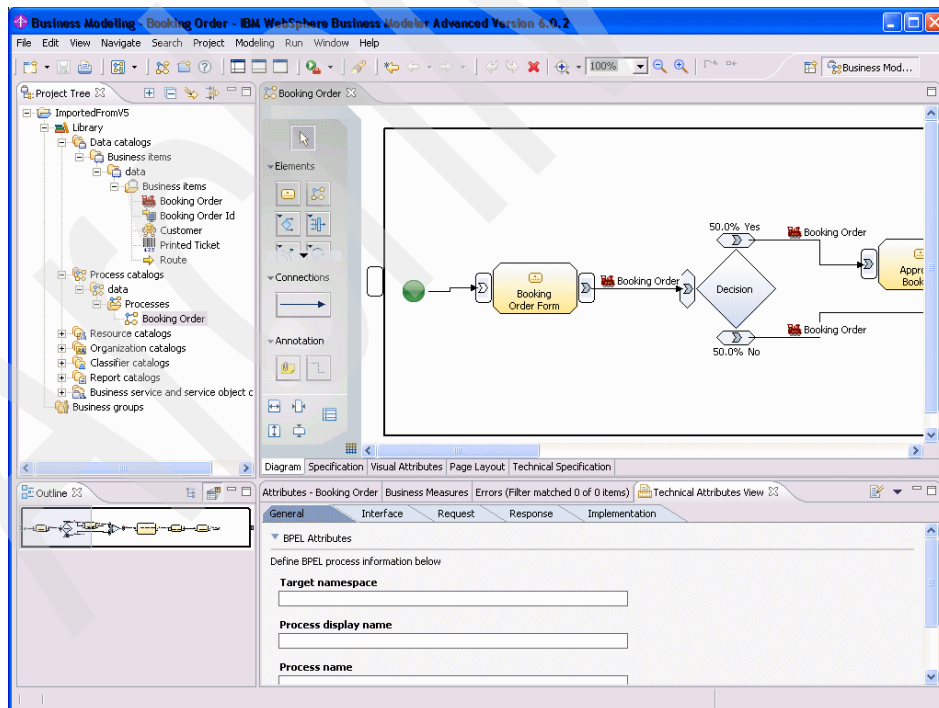 Business Modeling - Booking Order - IBM WebSphere Business Modeler Advanced Version 6.0.2
File Edit View Navigate Search Project Modeling Run Window Help
100%
Business Mod...
Project Tree
Booking Order
ImportedFromV5
Library
Data catalogs
Business items
data
Business items
Booking Order
Booking Order Id
Customer
Printed Ticket
Route
Process catalogs
data
Processes
Booking Order
Resource catalogs
Organization catalogs
Classifier catalogs
Report catalogs
Business service and service object c
Business groups
Elements
Connections
Annotation
Booking
Order Form
Booking Order
50.0% Yes
Booking Order
Decision
Appro
Book
Booking Order
50.0% No
Diagram Specification Visual Attributes Page Layout Technical Specification
Outline
Attributes - Booking Order Business Measures Errors (Filter matched 0 of 0 items) Technical Attributes View
General Interface Request Response Implementation
BPEL Attributes
Define BPEL process information below
Target namespace
Process display name
Process name